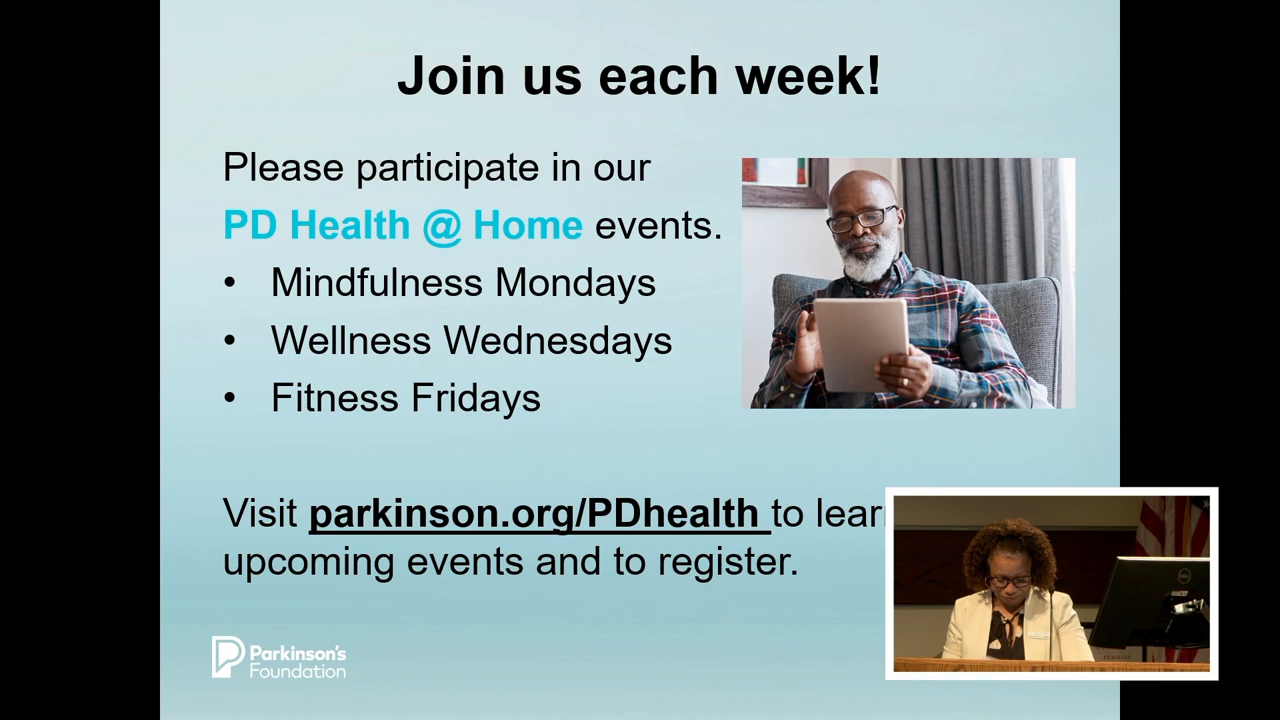 Join us each week!
Please participate in our
PD Health @ Home events.
• Mindfulness Mondays
• Wellness Wednesdays
• Fitness Fridays
Visit parkinson.org/PDhealth to
upcoming events and to register.
Parkinson's
Foundation
DELL